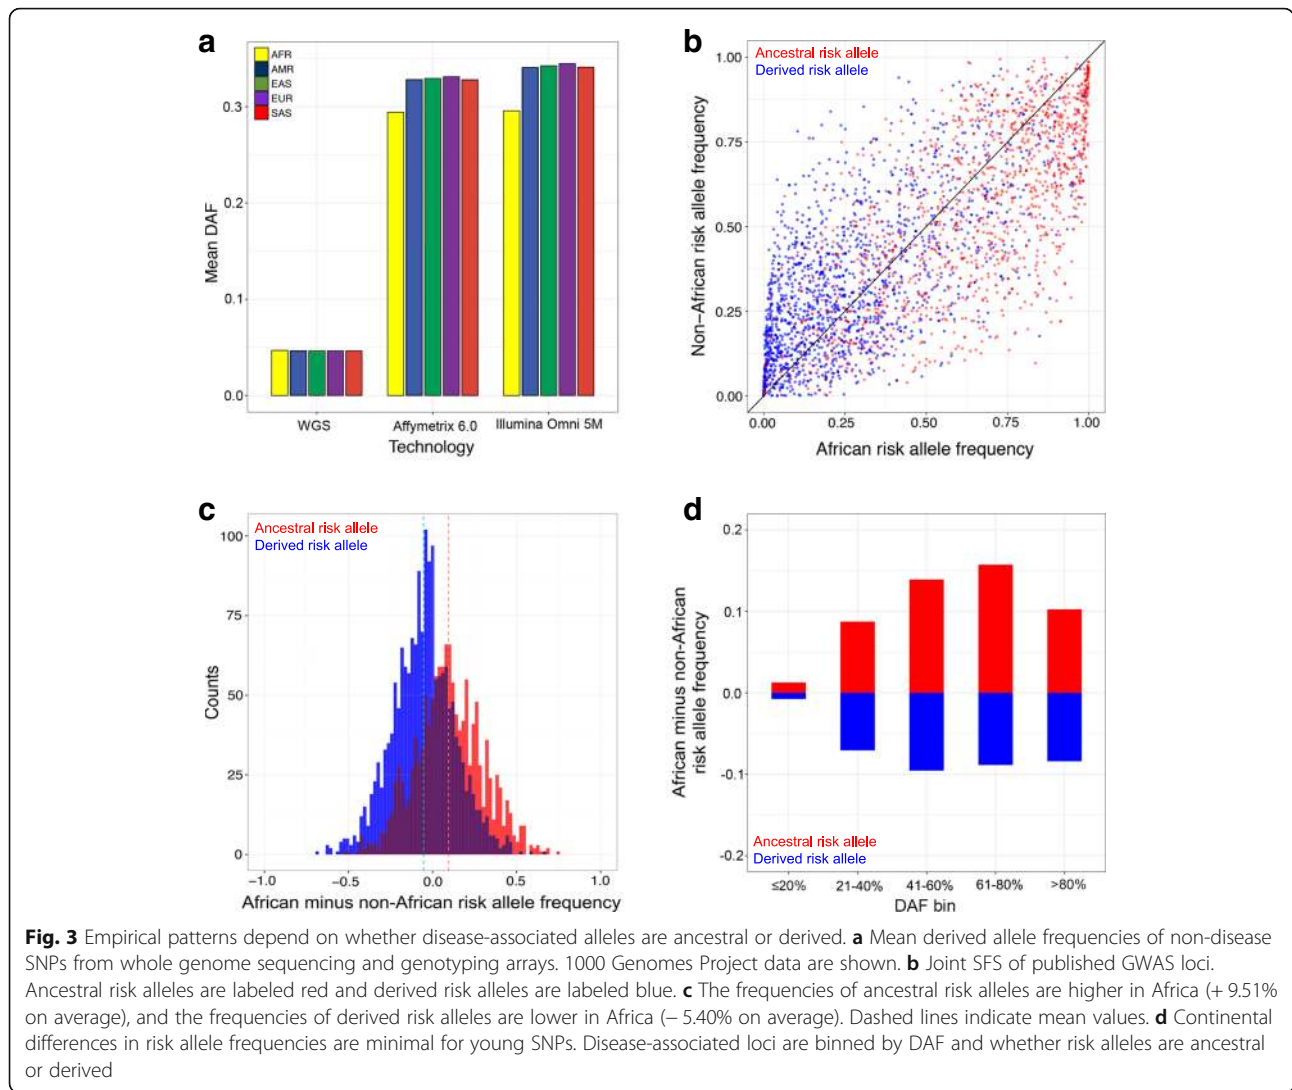 a
AFR
AMR
EAS
EUR
SAS
Mean DAF
0.3
0.2
0.1
0.0
WGS
Affymetrix 6.0
Illumina Omni 5M
Technology
b
Ancestral risk allele
Derived risk allele
Non−African risk allele frequency
1.00
0.75
0.50
0.25
0.00
0.00 0.25 0.50 0.75 1.00
African risk allele frequency
c
Ancestral risk allele
Derived risk allele
Counts
100
75
50
25
0
−1.0 −0.5 0.0 0.5 1.0
African minus non-African risk allele frequency
d
African minus non-African
risk allele frequency
0.2
0.1
0.0
-0.1
-0.2
Ancestral risk allele
Derived risk allele
≤20% 21-40% 41-60% 61-80% >80%
DAF bin
Fig. 3 Empirical patterns depend on whether disease-associated alleles are ancestral or derived. a Mean derived allele frequencies of non-disease
SNPs from whole genome sequencing and genotyping arrays. 1000 Genomes Project data are shown. b Joint SFS of published GWAS loci.
Ancestral risk alleles are labeled red and derived risk alleles are labeled blue. c The frequencies of ancestral risk alleles are higher in Africa (+ 9.51%
on average), and the frequencies of derived risk alleles are lower in Africa (− 5.40% on average). Dashed lines indicate mean values. d Continental
differences in risk allele frequencies are minimal for young SNPs. Disease-associated loci are binned by DAF and whether risk alleles are ancestral
or derived